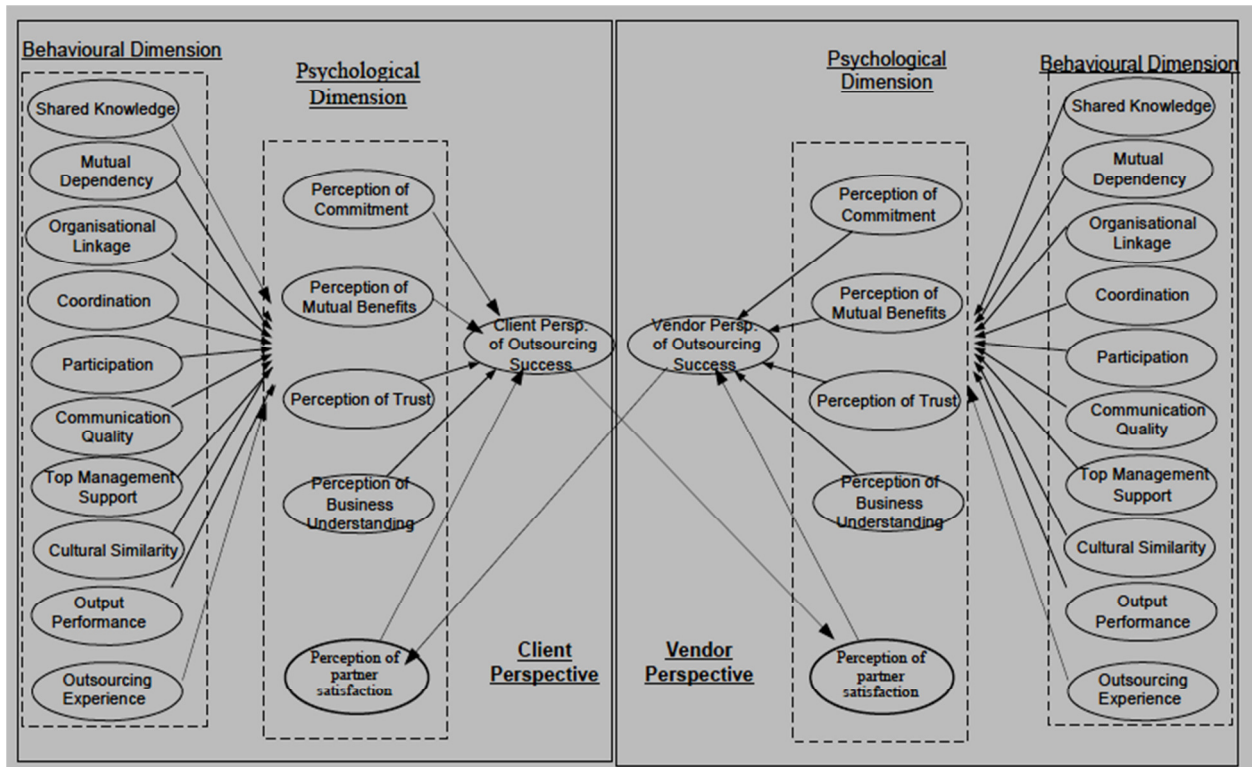 Behavioural Dimension
Shared Knowledge
Mutual
Dependency
Organisational
Linkage
Coordination
Participation
Communication
Quality
Top Management
Support
Cultural Similarity
Output
Performance
Outsourcing
Experience
Psychological
Dimension
Perception of
Commitment
Perception of
Mutual Benefits
Perception of Trust
Perception of
Business
Understanding
Perception of
partner
satisfaction
Client Persp.
of Outsourcing
Success
Client
Perspective
Vendor Persp.
of Outsourcing
Success
Vendor
Perspective
Psychological
Dimension
Perception of
Commitment
Perception of
Mutual Benefits
Perception of Trust
Perception of
Business
Understanding
Perception of
partner
satisfaction
Behavioural Dimension
Shared Knowledge
Mutual
Dependency
Organisational
Linkage
Coordination
Participation
Communication
Quality
Top Management
Support
Cultural Similarity
Output
Performance
Outsourcing
Experience